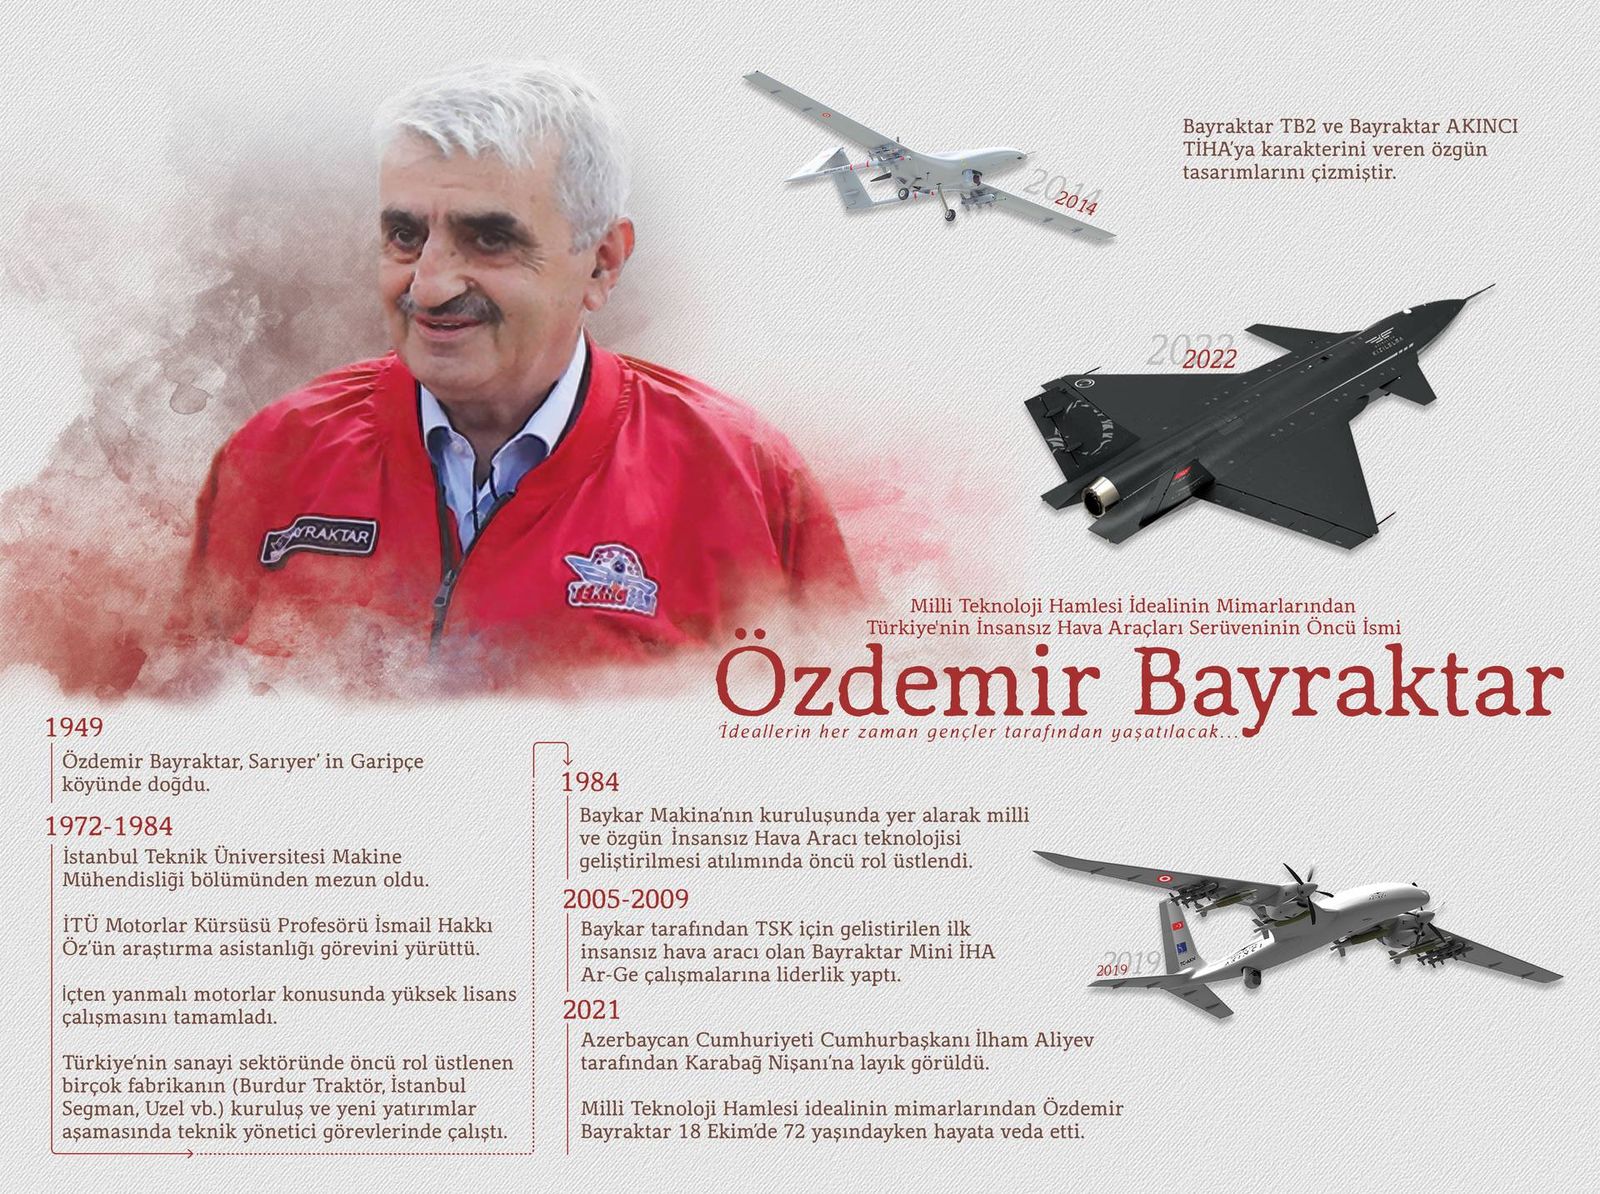 Bayraktar TB2 ve Bayraktar AKINCI
TİHA'ya karakterini veren özgün
tasarımlarını çizmiştir.
2014
2014
2022
2022
KIZILELMA
YRAKTAR
TEKNOFEST
Milli Teknoloji Hamlesi İdealinin Mimarlarından
Türkiye'nin İnsansız Hava Araçları Serüveninin Öncü İsmi
Özdemir Bayraktar
İdeallerin her zaman gençler tarafından yaşatılacak...
1949
Özdemir Bayraktar, Sarıyer' in Garipçe
köyünde doğdu.
1972-1984
İstanbul Teknik Üniversitesi Makine
Mühendisliği bölümünden mezun oldu.
İTÜ Motorlar Kürsüsü Profesörü İsmail Hakkı
Öz'ün araştırma asistanlığı görevini yürüttü.
İçten yanmalı motorlar konusunda yüksek lisans
çalışmasını tamamladı.
Türkiye'nin sanayi sektöründe öncü rol üstlenen
birçok fabrikanın (Burdur Traktör, İstanbul
Segman, Uzel vb.) kuruluş ve yeni yatırımlar
aşamasında teknik yönetici görevlerinde çalıştı.
1984
Baykar Makina'nın kuruluşunda yer alarak milli
ve özgün İnsansız Hava Aracı teknolojisi
geliştirilmesi atılımında öncü rol üstlendi.
2005-2009
Baykar tarafından TSK için gelistirilen ilk
insansız hava aracı olan Bayraktar Mini İHA
Ar-Ge çalışmalarına liderlik yaptı.
2021
Azerbaycan Cumhuriyeti Cumhurbaşkanı İlham Aliyev
tarafından Karabağ Nişanı'na layık görüldü.
Milli Teknoloji Hamlesi idealinin mimarlarından Özdemir
Bayraktar 18 Ekim'de 72 yaşındayken hayata veda etti.
2019
2019